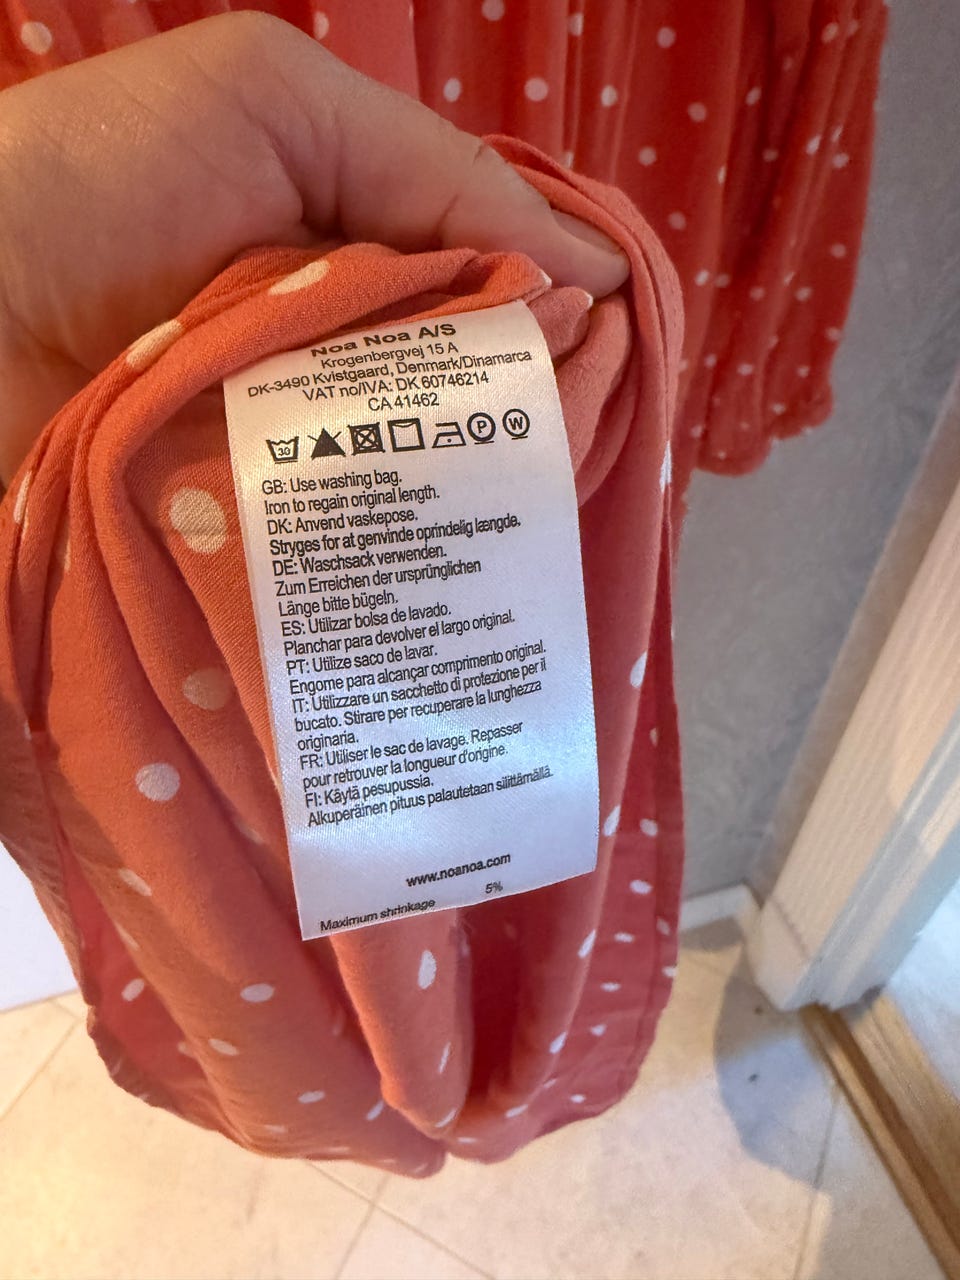 Noa Noa A/S
Krogenbergvej 15 A
DK-3490 Kvistgaard, Denmark/Dinamarca
VAT no/IVA: DK 60746214
CA 41462
30 P W
GB: Use washing bag.
Iron to regain original length.
DK: Anvend vaskepose.
Stryges for at genvinde oprindelig længde.
DE: Waschsack verwenden.
Zum Erreichen der ursprünglichen
Länge bitte bügeln.
ES: Utilizar bolsa de lavado.
Planchar para devolver el largo original.
PT: Utilize saco de lavar.
Engome para alcançar comprimento original.
IT: Utilizzare un sacchetto di protezione per il
bucato. Stirare per recuperare la lunghezza
originaria.
FR: Utiliser le sac de lavage. Repasser
pour retrouver la longueur d'origine.
FI: Käytä pesupussia.
Alkuperäinen pituus palautetaan silittämällä.
www.noanoa.com
Maximum shrinkage 5%